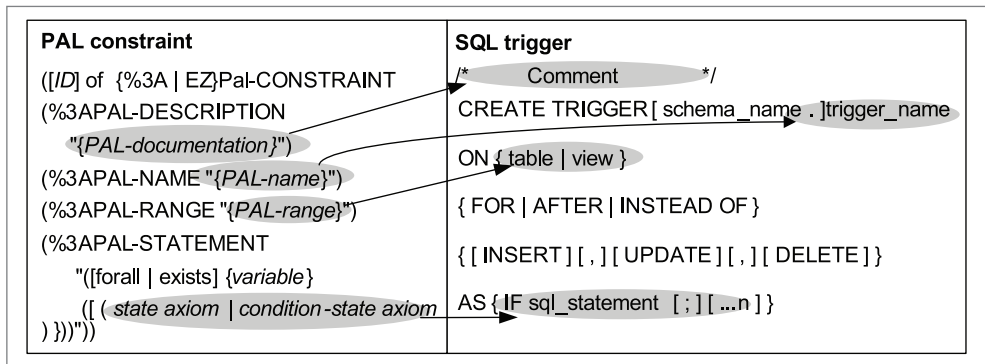 PAL constraint
([ID] of {%3A | EZ}Pal-CONSTRAINT
(%3APAL-DESCRIPTION
"{PAL-documentation}")
(%3APAL-NAME "{PAL-name}")
(%3APAL-RANGE "{PAL-range}")
(%3APAL-STATEMENT
"([forall | exists] {variable}
([ ( state axiom | condition-state axiom
) }))"))
SQL trigger
/* Comment */
CREATE TRIGGER [ schema_name . ]trigger_name
ON { table | view }
{ FOR | AFTER | INSTEAD OF }
{ [ INSERT ] [ , ] [ UPDATE ] [ , ] [ DELETE ] }
AS { IF sql_statement [ ; ] [ ...n ] }